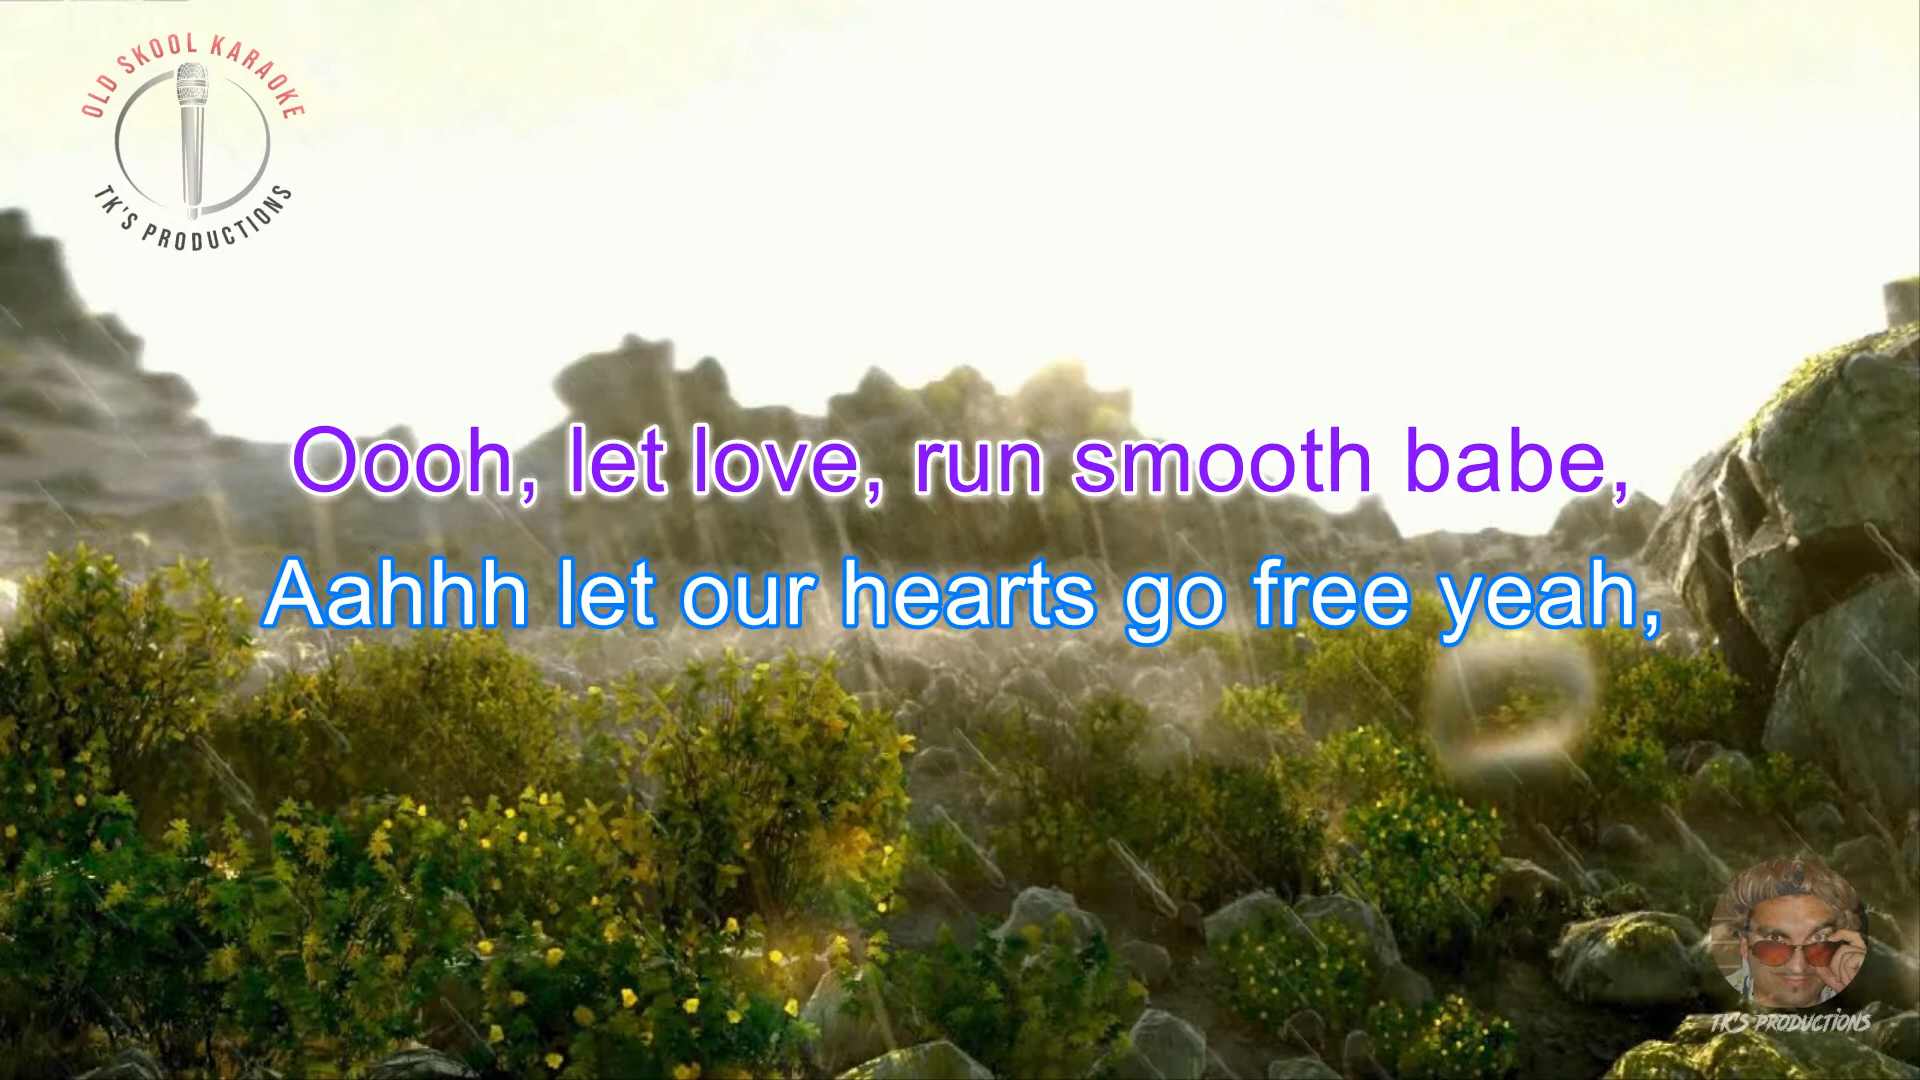 OLD SKOOL KARAOKE
TK'S PRODUCTIONS
Oooh, let love, run smooth babe,
Aahhh let our hearts go free yeah,
TK'S PRODUCTIONS